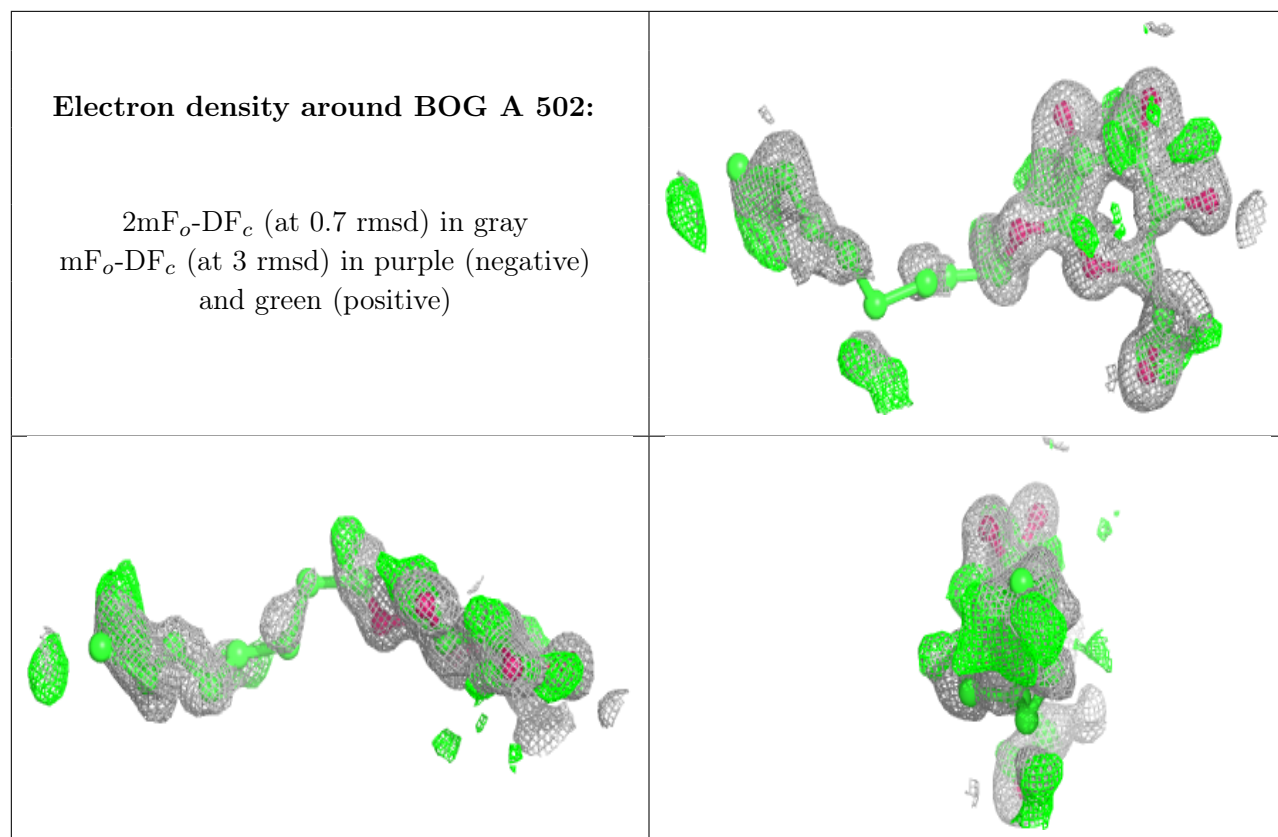 Electron density around BOG A 502:
2mFo-DFc (at 0.7 rmsd) in gray
mFo-DFc (at 3 rmsd) in purple (negative)
and green (positive)